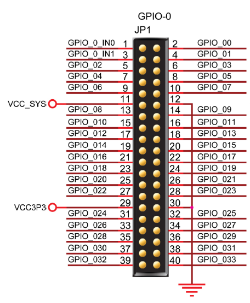 GPIO-0
JP1
GPIO_0_IN0 1 2 GPIO_00
GPIO_0_IN1 3 4 GPIO_01
GPIO_02 5 6 GPIO_03
GPIO_04 7 8 GPIO_05
GPIO_06 9 10 GPIO_07
VCC_SYS 11 12
GPIO_08 13 14 GPIO_09
GPIO_010 15 16 GPIO_011
GPIO_012 17 18 GPIO_013
GPIO_014 19 20 GPIO_015
GPIO_016 21 22 GPIO_017
GPIO_018 23 24 GPIO_019
GPIO_020 25 26 GPIO_021
GPIO_022 27 28 GPIO_023
VCC3P3 29 30
GPIO_024 31 32 GPIO_025
GPIO_026 33 34 GPIO_027
GPIO_028 35 36 GPIO_029
GPIO_030 37 38 GPIO_031
GPIO_032 39 40 GPIO_033